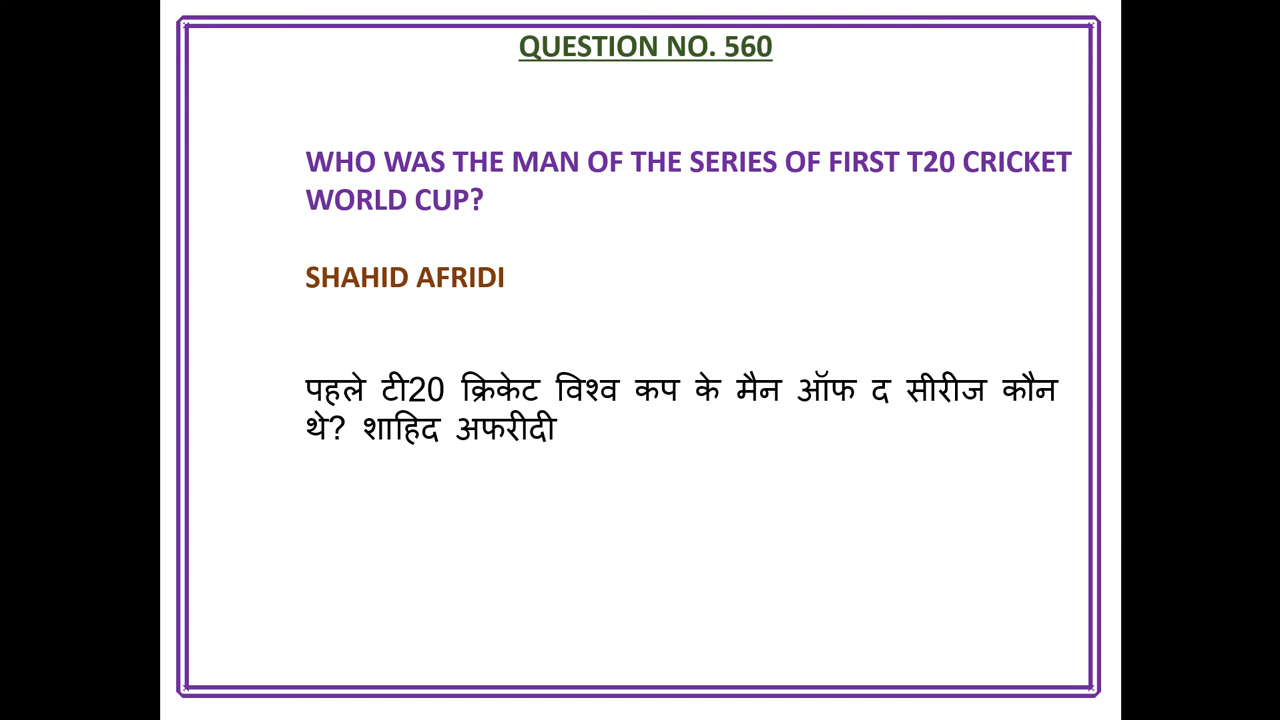 QUESTION NO. 560
WHO WAS THE MAN OF THE SERIES OF FIRST T20 CRICKET
WORLD CUP?
SHAHID AFRIDI
पहले टी20 क्रिकेट विश्व कप के मैन ऑफ द सीरीज कौन
थे? शाहिद अफरीदी